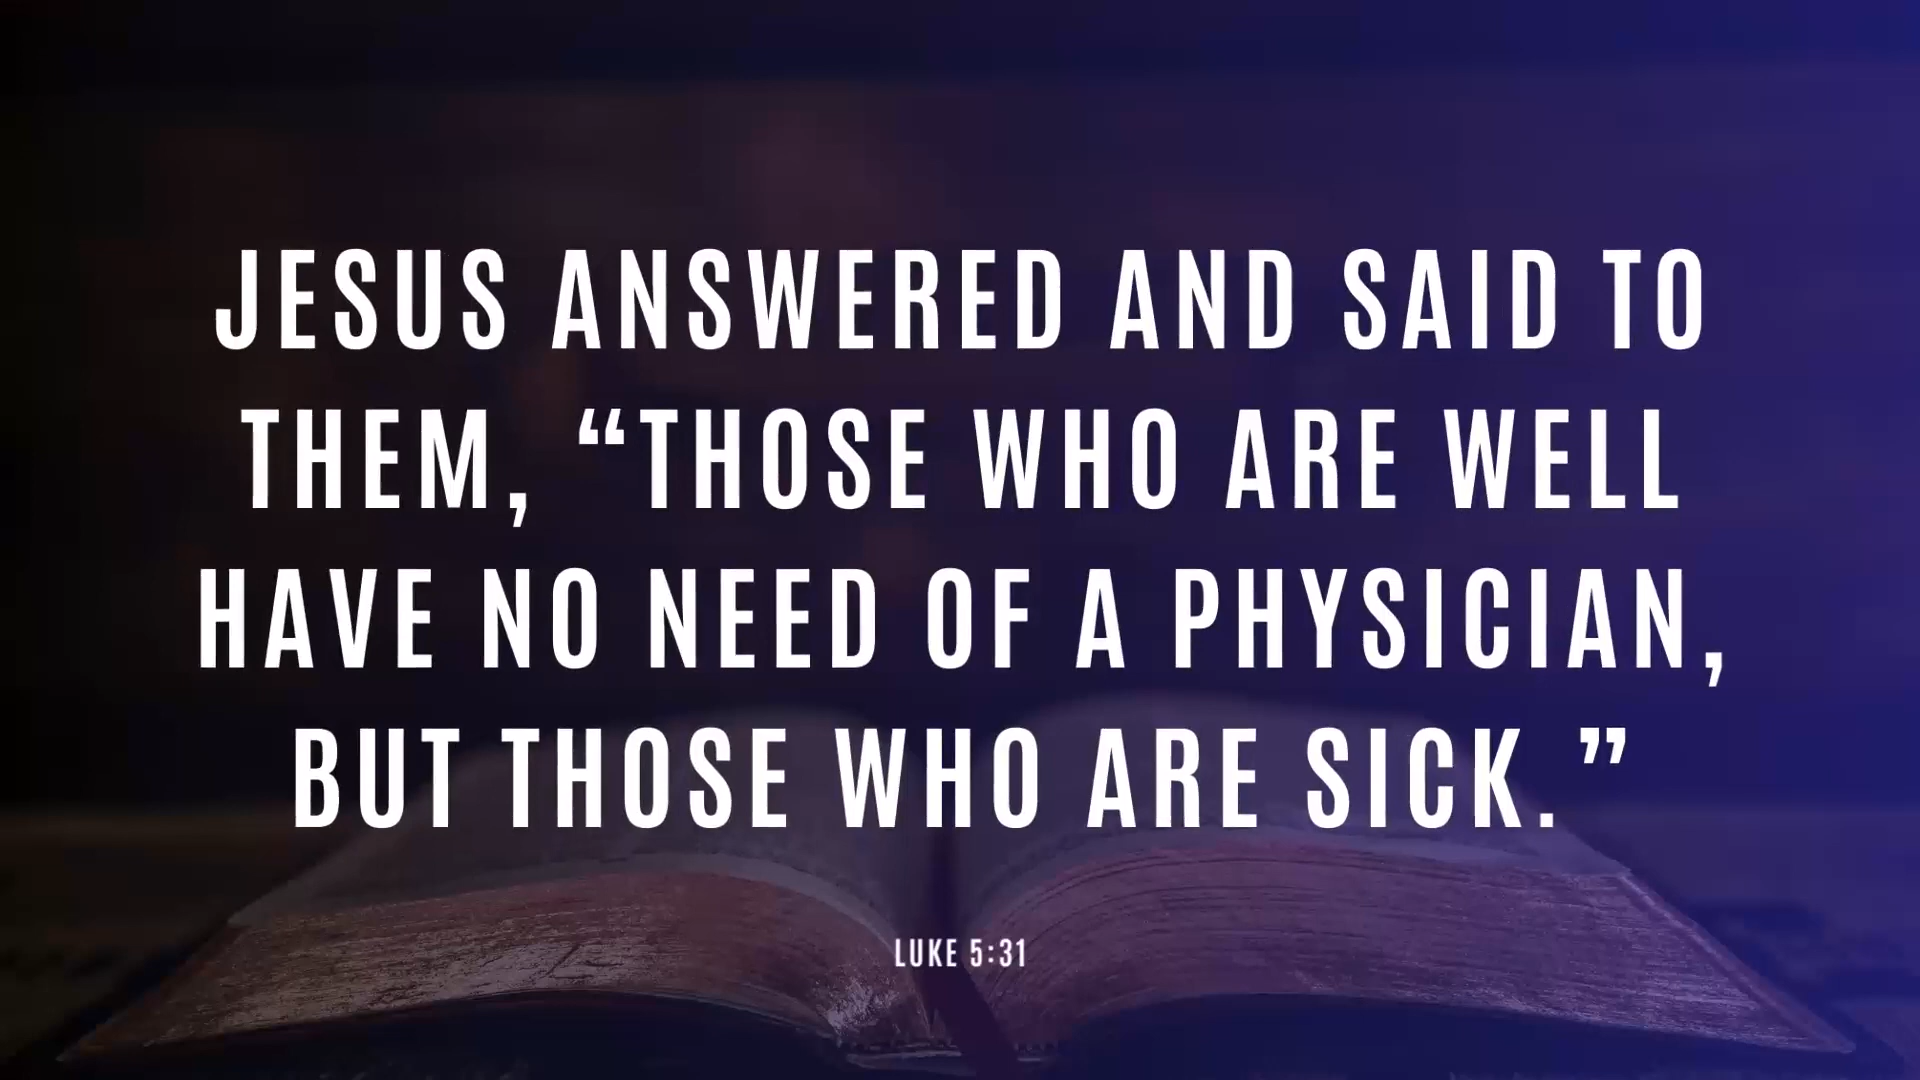 JESUS ANSWERED AND SAID TO
THEM, “THOSE WHO ARE WELL
HAVE NO NEED OF A PHYSICIAN,
BUT THOSE WHO ARE SICK.”
LUKE 5:31